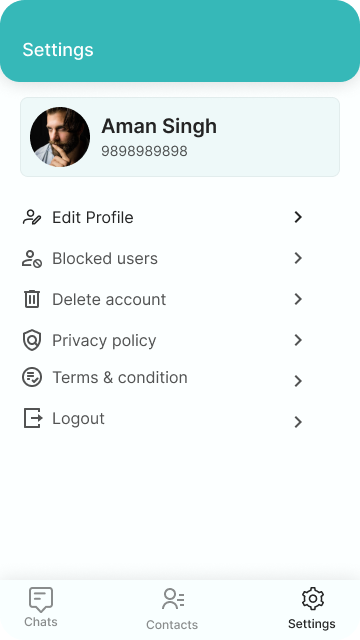 Settings
Aman Singh
9898989898
Edit Profile
Blocked users
Delete account
Privacy policy
Terms & condition
Logout
Chats
Contacts
Settings